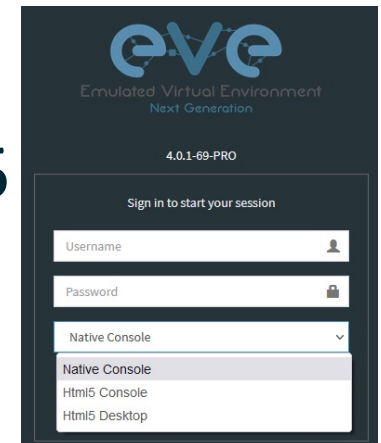 eve
Emulated Virtual Environment
Next Generation
4.0.1-69-PRO
5
Sign in to start your session
Username
Password
Native Console
Native Console
Html5 Console
Html5 Desktop